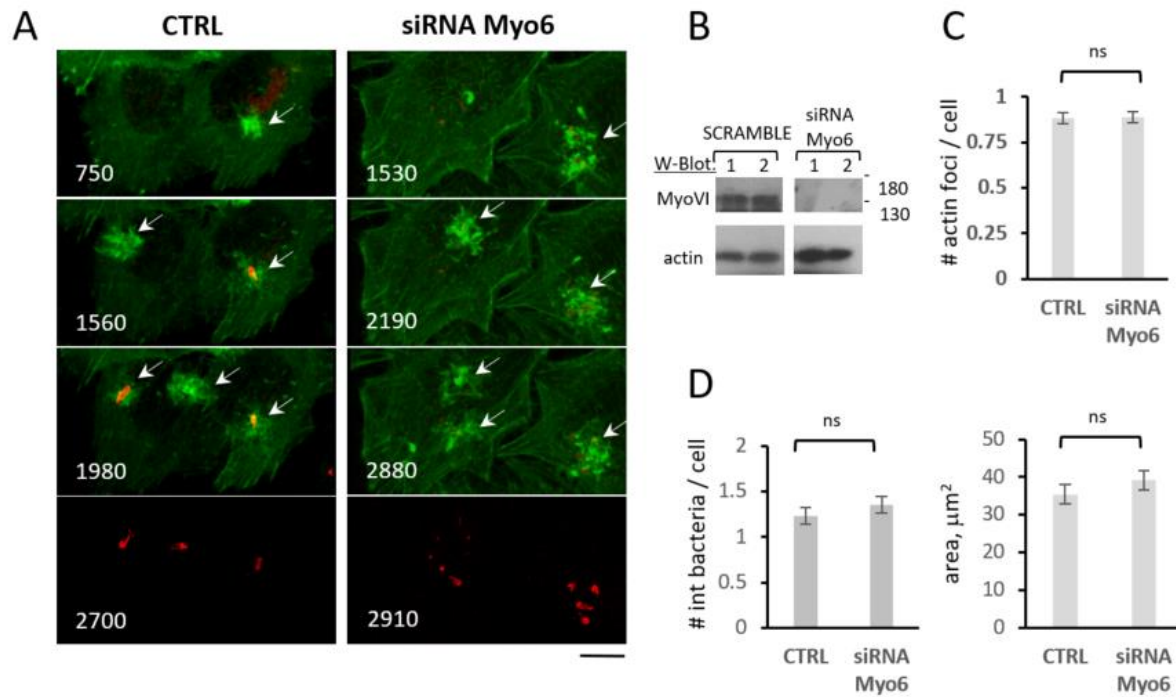 A
CTRL
siRNA Myo6
750
1530
1560
2190
1980
2880
2700
2910
B
SCRAMBLE
siRNA
Myo6
W-Blot:
1 2
1 2
MyoVI
180
130
actin
C
ns
# actin foci / cell
1
0.75
0.5
0.25
0
CTRL
siRNA
Myo6
D
ns
# int bacteria / cell
2
1.5
1
0.5
0
CTRL
siRNA
Myo6
ns
area, μm²
50
40
30
20
10
0
CTRL
siRNA
Myo6